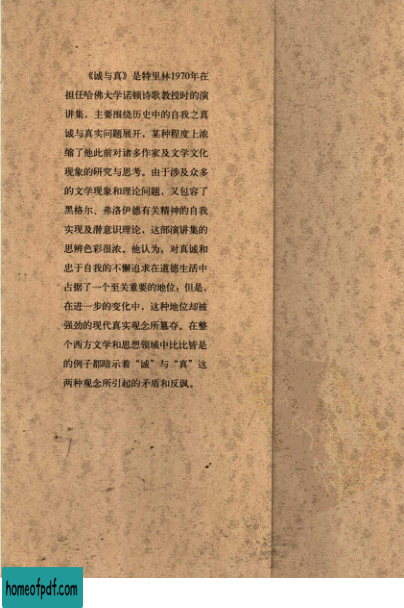 《诚与真》是特里林1970年在
担任哈佛大学诺顿诗歌教授时的演
讲集，主要围绕历史中的自我之真
诚与真实问题展开，某种程度上浓
缩了他此前对诸多作家及文学文化
现象的研究与思考。由于涉及众多
的文学现象和理论问题，又包容了
黑格尔、弗洛伊德有关精神的自我
实现及潜意识理论，这部演讲集的
思辨色彩很浓。他认为，对真诚和
忠于自我的不懈追求在道德生活中
占据了一个至关重要的地位；但是，
在进一步的变化中，这种地位却被
强劲的现代真实观念所篡夺。在整
个西方文学和思想领域中比比皆是
的例子都暗示着“诚”与“真”这
两种观念所引起的矛盾和反讽。
homeofpdf.com